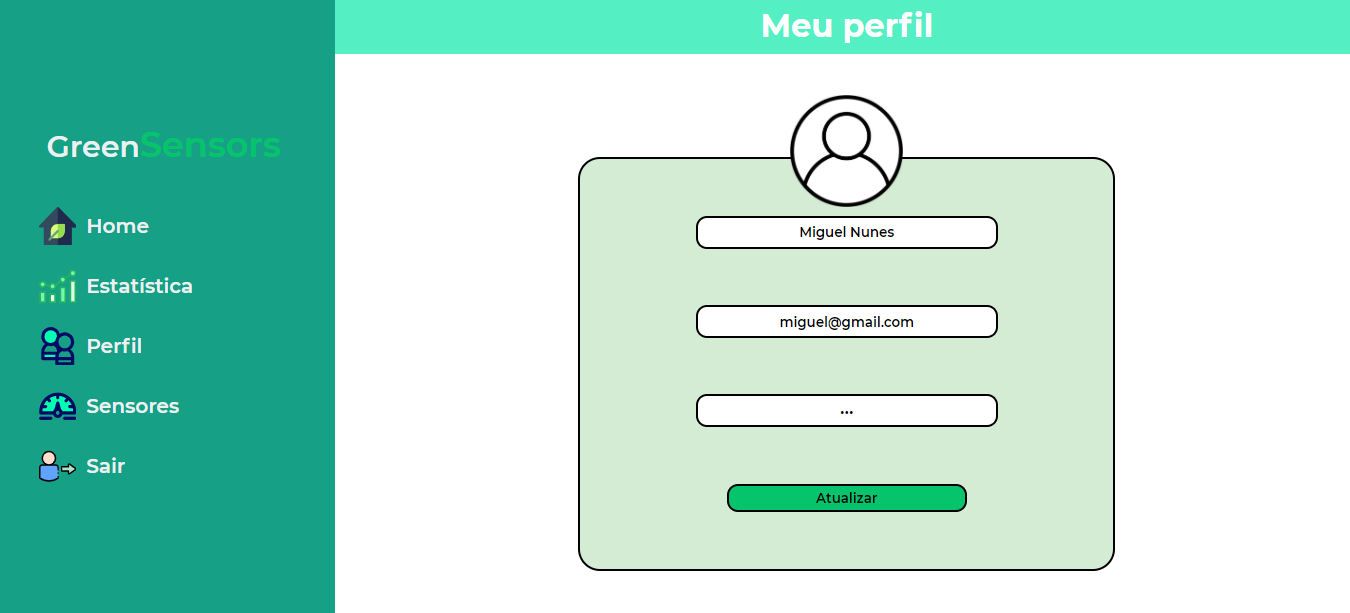 Meu perfil
GreenSensors
Home
Estatística
Perfil
Sensores
Sair
Miguel Nunes
miguel@gmail.com
•••
Atualizar